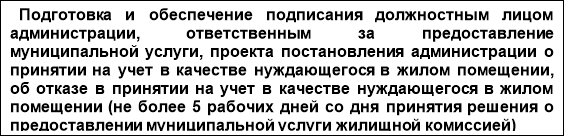 Подготовка и обеспечение подписания должностным лицом
администрации, ответственным за предоставление
муниципальной услуги, проекта постановления администрации о
принятии на учет в качестве нуждающегося в жилом помещении,
об отказе в принятии на учет в качестве нуждающегося в жилом
помещении (не более 5 рабочих дней со дня принятия решения о
предоставлении муниципальной услуги жилищной комиссией)